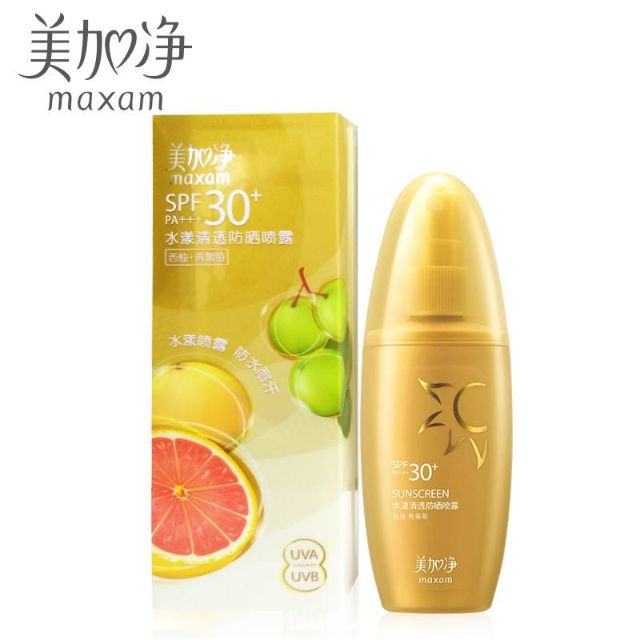 美加净
maxam
美加净
maxam
SPF 30+
PA+++
水漾清透防晒喷露
西柚+青葡萄
水漾喷露 防水耐汗
UVA
UVB
SPF 30+
PA+++
SUNSCREEN
水漾清透防晒喷露
西柚 青葡萄
美加净
maxam